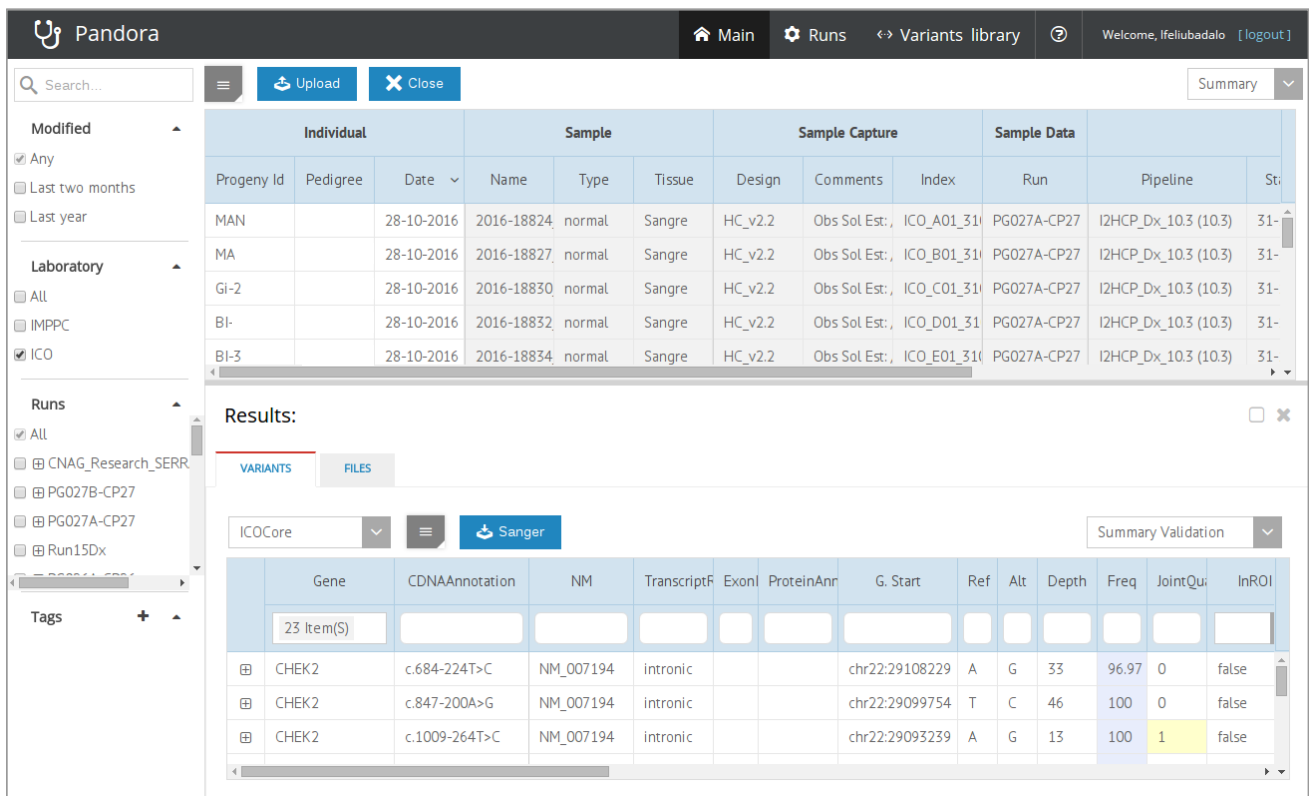 Pandora Main Runs Variants library Welcome, lfeliubadalo [ logout ]
Search... Upload Close Summary
Modified
Any
Last two months
Last year
Laboratory
All
IMPPC
ICO
Runs
All
CNAG_Research_SERR
PG027B-CP27
PG027A-CP27
Run15Dx
Tags
Individual Sample Sample Capture Sample Data
Progeny Id Pedigree Date Name Type Tissue Design Comments Index Run Pipeline
MAN 28-10-2016 2016-18824 normal Sangre HC_v2.2 Obs Sol Est: ICO_A01_31 PG027A-CP27 I2HCP_Dx_10.3 (10.3) 31-
MA 28-10-2016 2016-18827 normal Sangre HC_v2.2 Obs Sol Est: ICO_B01_31 PG027A-CP27 I2HCP_Dx_10.3 (10.3) 31-
Gi-2 28-10-2016 2016-18830 normal Sangre HC_v2.2 Obs Sol Est: ICO_C01_31 PG027A-CP27 I2HCP_Dx_10.3 (10.3) 31-
BI- 28-10-2016 2016-18832 normal Sangre HC_v2.2 Obs Sol Est: ICO_D01_31 PG027A-CP27 I2HCP_Dx_10.3 (10.3) 31-
BI-3 28-10-2016 2016-18834 normal Sangre HC_v2.2 Obs Sol Est: ICO_E01_31 PG027A-CP27 I2HCP_Dx_10.3 (10.3) 31-
Results:
VARIANTS FILES
ICOCore Sanger Summary Validation
Gene CDNAAnnotation NM TranscriptR Exon ProteinAnn G. Start Ref Alt Depth Freq JointQu InROI
23 Item(S)
CHEK2 c.684-224T>C NM_007194 intronic chr22:29108229 A G 33 96.97 0 false
CHEK2 c.847-200A>G NM_007194 intronic chr22:29099754 T C 46 100 0 false
CHEK2 c.1009-264T>C NM_007194 intronic chr22:29093239 A G 13 100 1 false